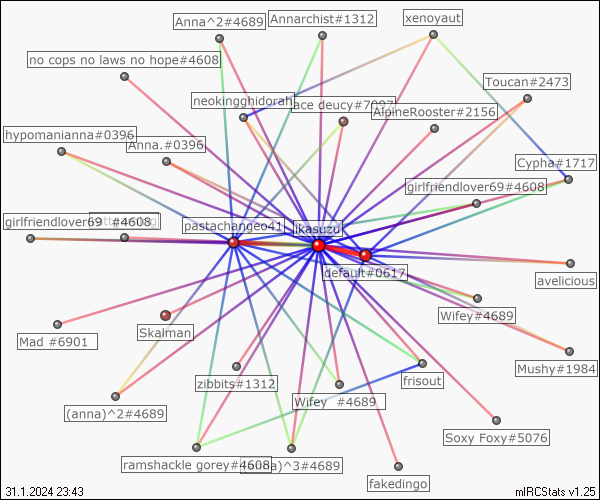 Anna^2#4689
Annarchist#1312
xenoyaut
no cops no laws no hope#4608
Toucan#2473
neokingghidorah
ace deucy#7097
AlpineRooster#2156
hypomanianna#0396
Anna.#0396
Cypha#1717
girlfriendlover69#4608
girlfriendlover69 #4608
pastachangeo41
ikasuzu
default#0617
avelicious
Wifey#4689
Mad #6901
Skalman
Mushy#1984
zibbits#1312
frisout
Wifey #4689
(anna)^2#4689
Soxy Foxy#5076
ramshackle gorey#4608
)^3#4689
fakedingo
31.1.2024 23:43
mIRCStats v1.25